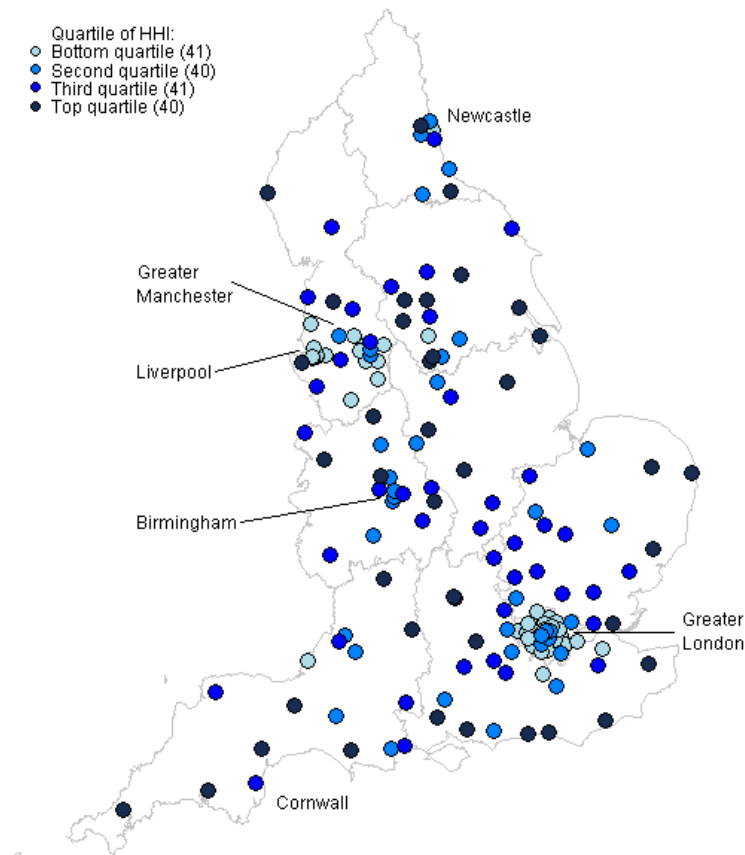 Quartile of HHI:
Bottom quartile (41)
Second quartile (40)
Third quartile (41)
Top quartile (40)
Newcastle
Greater
Manchester
Liverpool
Birmingham
Greater
London
Cornwall